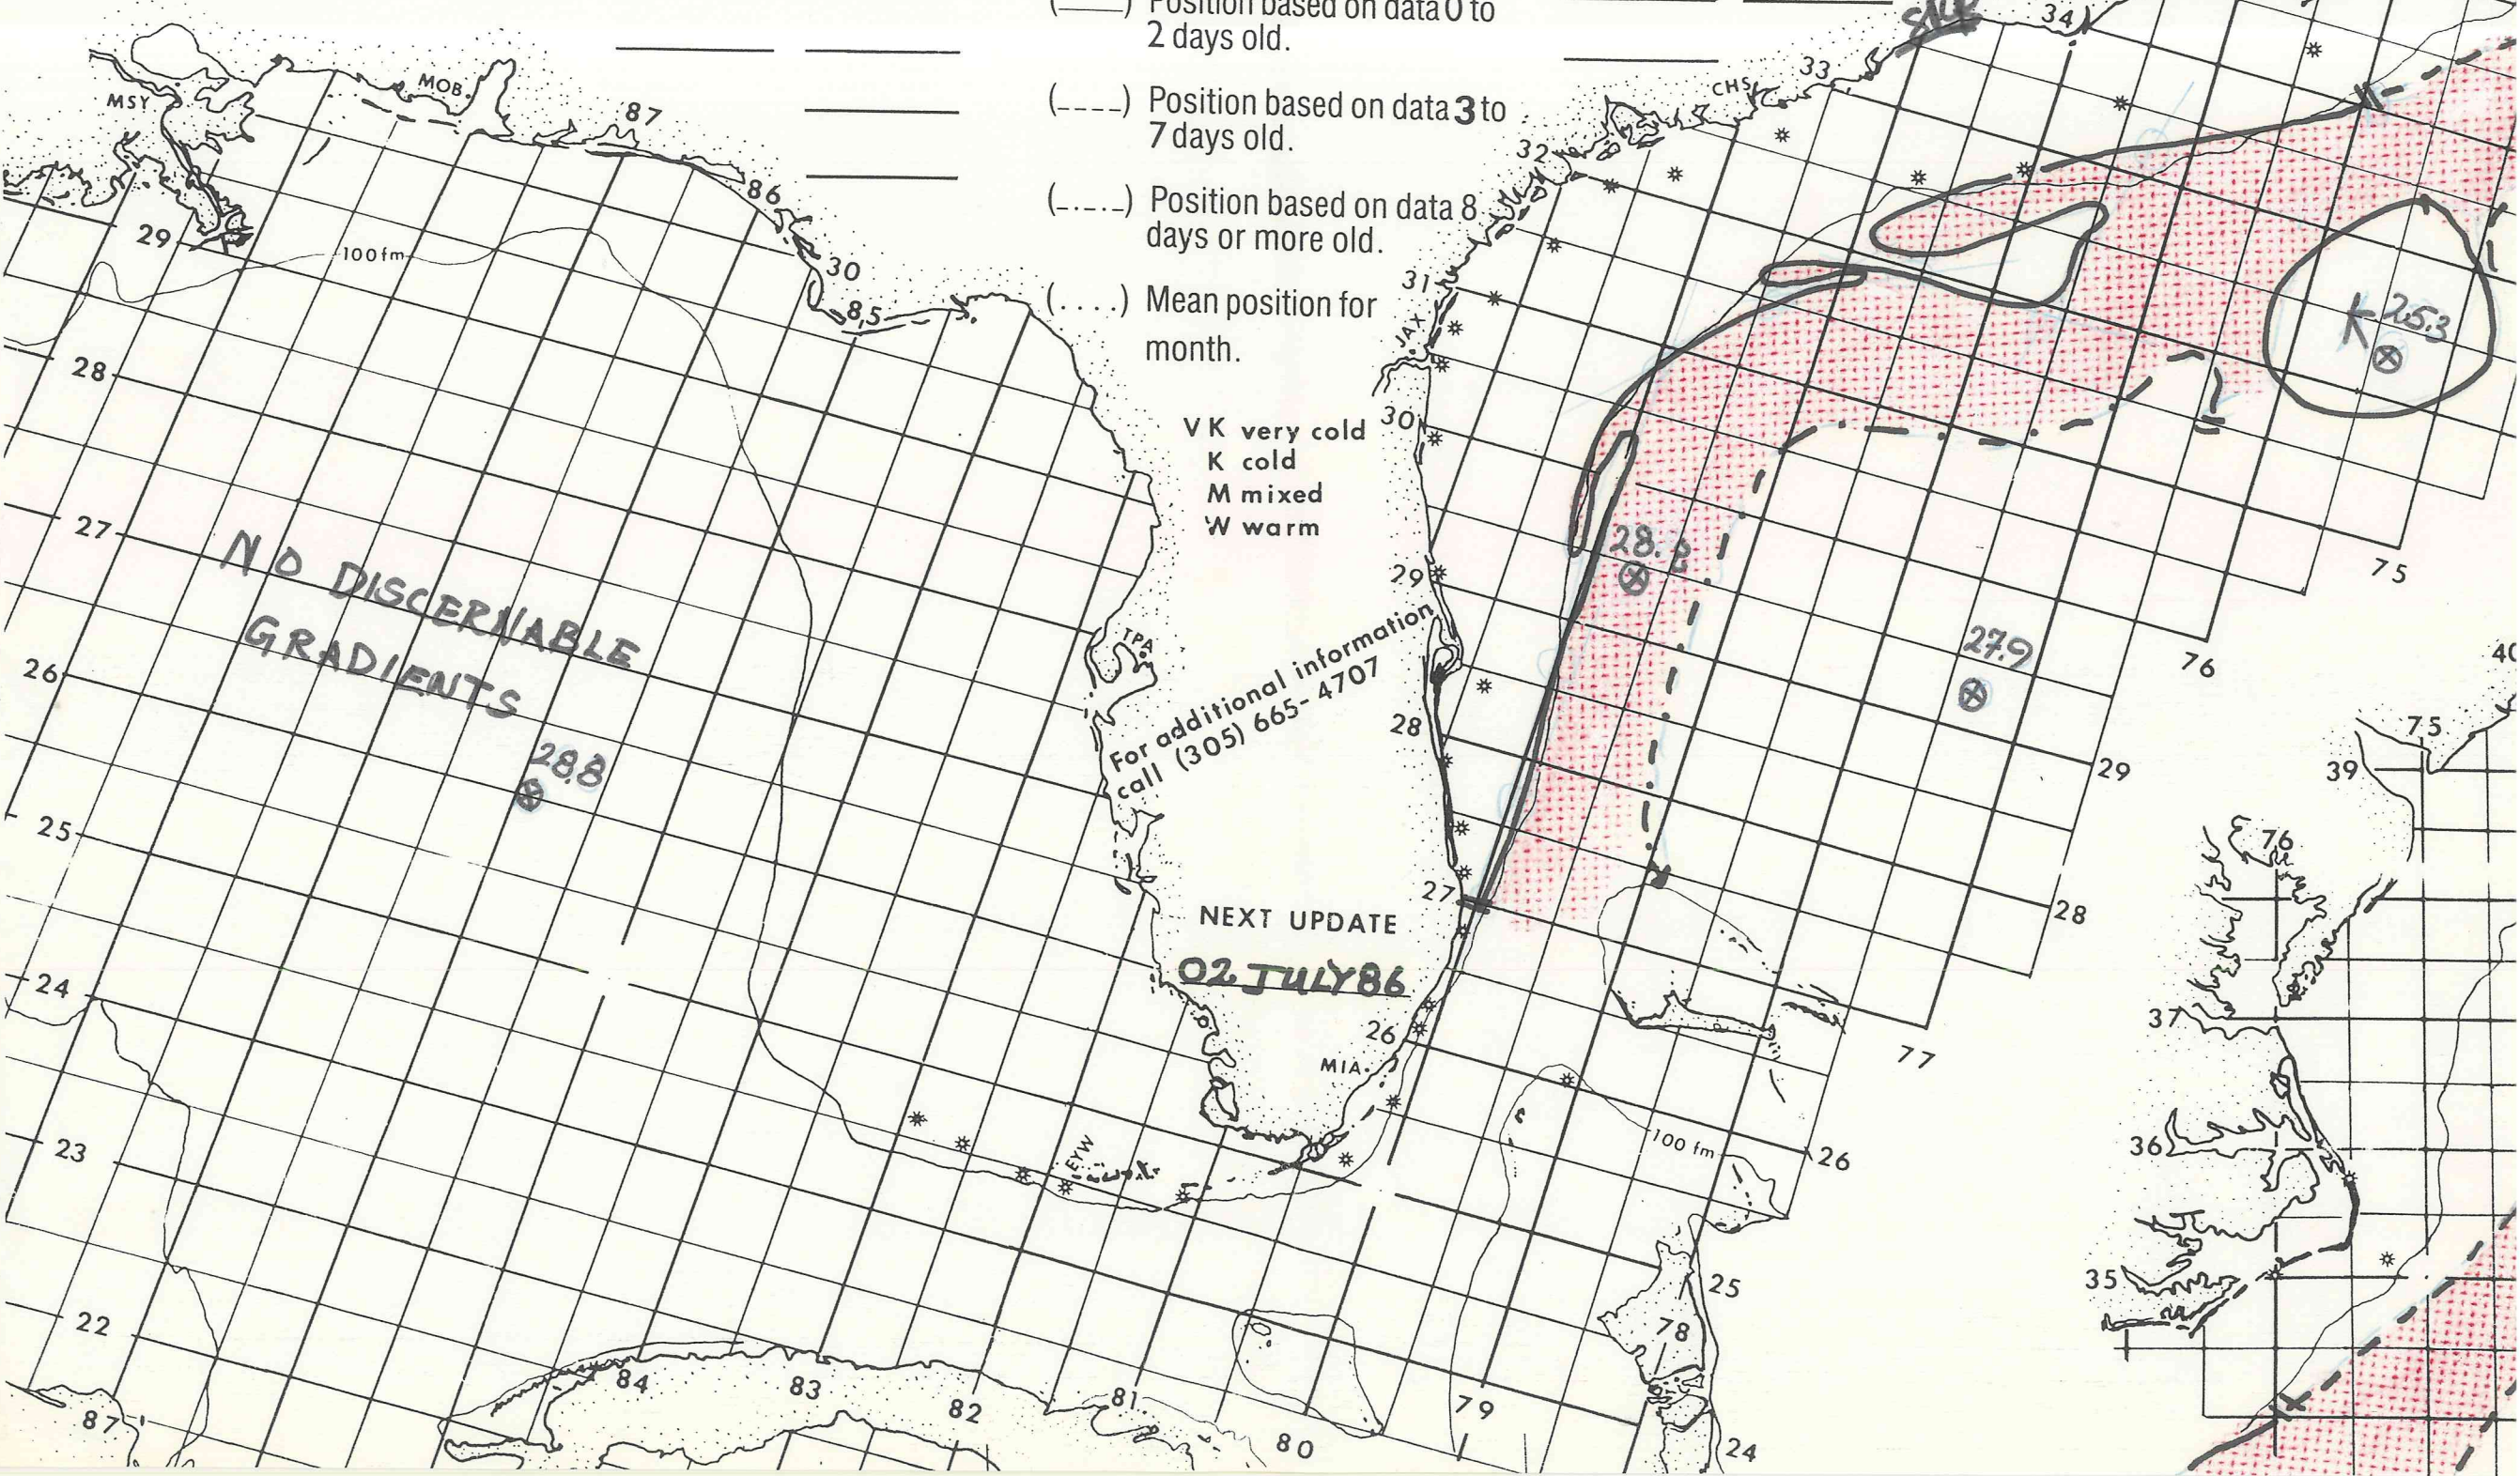 (____) Position based on data 0 to
2 days old.
(_ _ _ _) Position based on data 3 to
7 days old.
(_._._) Position based on data 8
days or more old.
(....) Mean position for
month.
VK very cold
K cold
M mixed
W warm
For additional information
call (305) 665-4707
NEXT UPDATE
02 JULY 86
NO DISCERNABLE
GRADIENTS
28.8
MSY
MOB.
87
86
30
85
29
100 fm
28
27
26
25
24
23
22
87
84
83
82
81
80
79
78
TPA
EYW
MIA.
26
27
28
29
30
JAX
31
32
CHS
33
34
K 25.3
27.9
75
76
77
29
28
26
100 fm
25
24
40
75
39
76
37
36
35